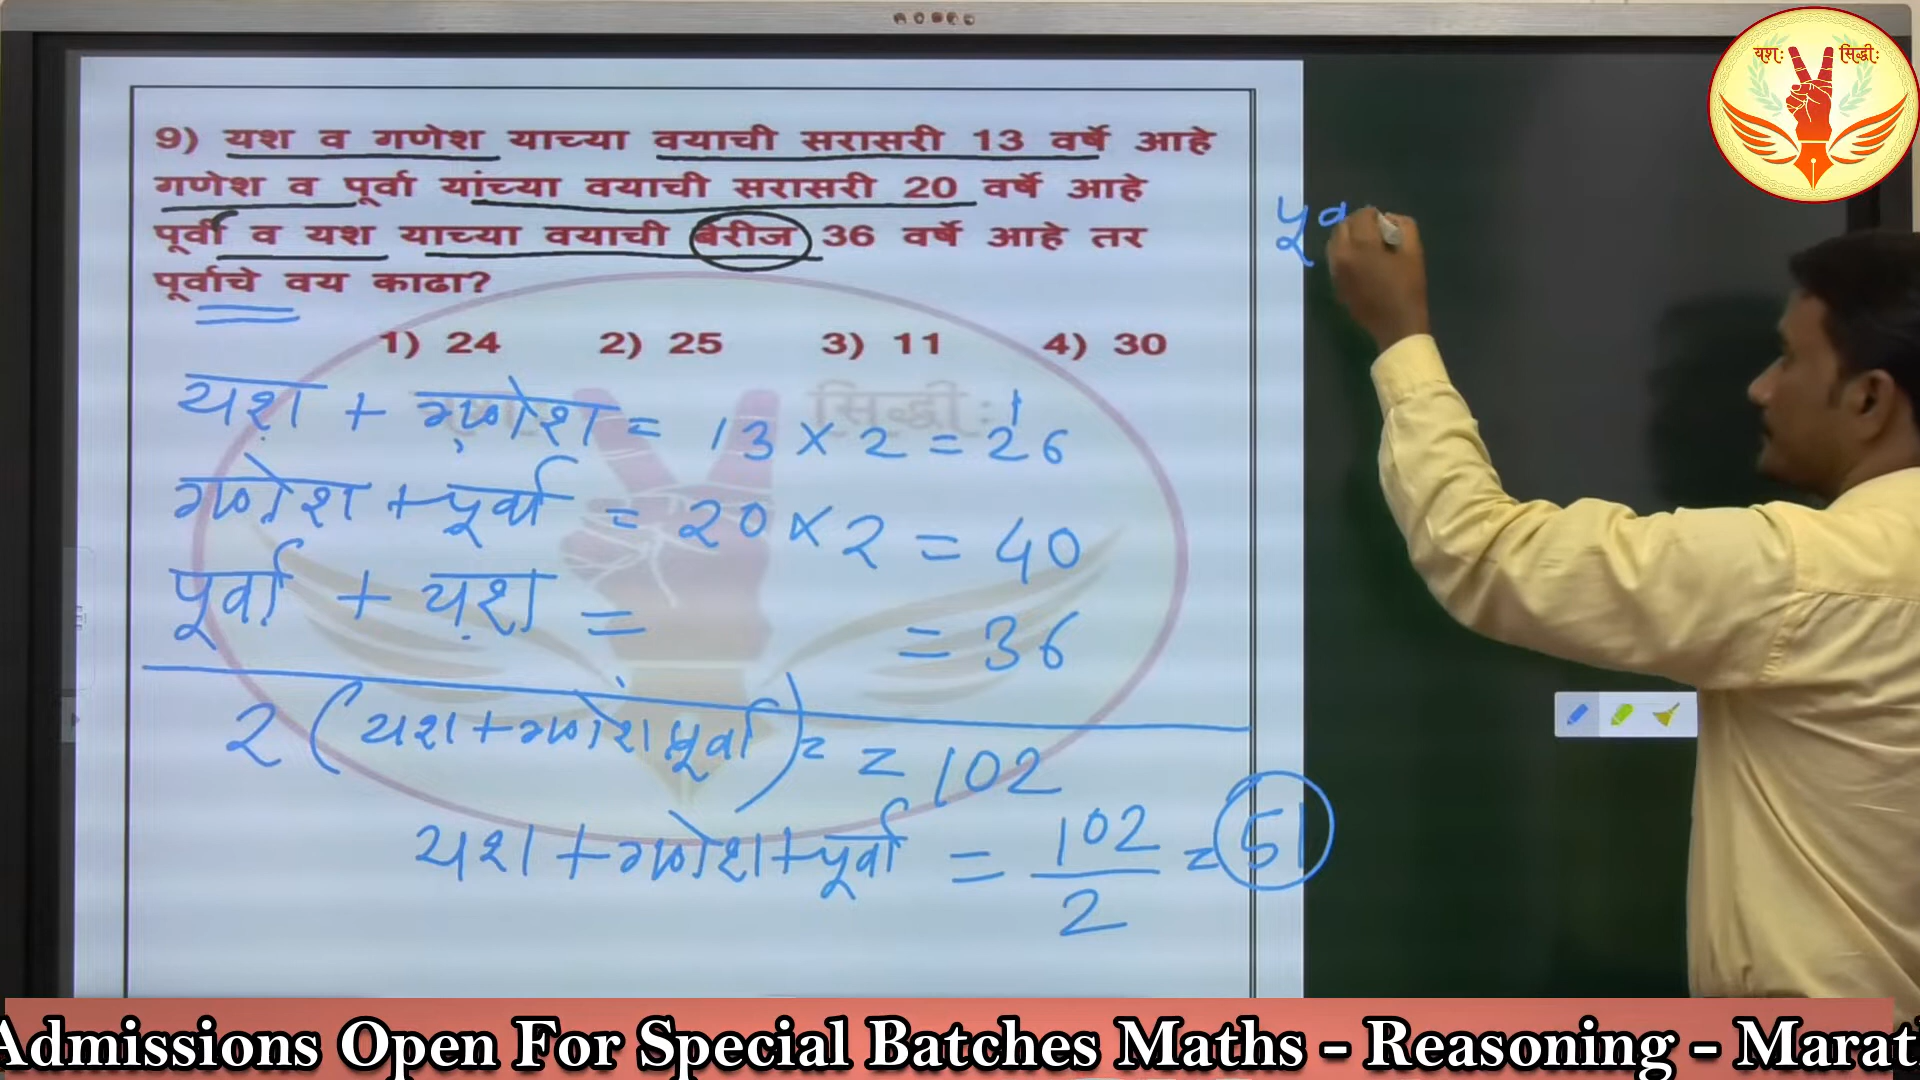 9) यश व गणेश याच्या वयाची सरासरी 13 वर्षे आहे
गणेश व पूर्वा यांच्या वयाची सरासरी 20 वर्षे आहे
पूर्वा व यश याच्या वयाची बेरीज 36 वर्षे आहे तर
पूर्वाचे वय काढा?
1) 24 2) 25 3) 11 4) 30
यश + गणेश = 13 × 2 = 26
गणेश + पूर्वा = 20 × 2 = 40
पूर्वा + यश = = 36
2 (यश + गणेश पूर्वा) = = 102
यश + गणेश + पूर्वा = 102/2 = 51
पूव
यशः सिद्धीः
सिद्धीः
Admissions Open For Special Batches Maths - Reasoning - Marat